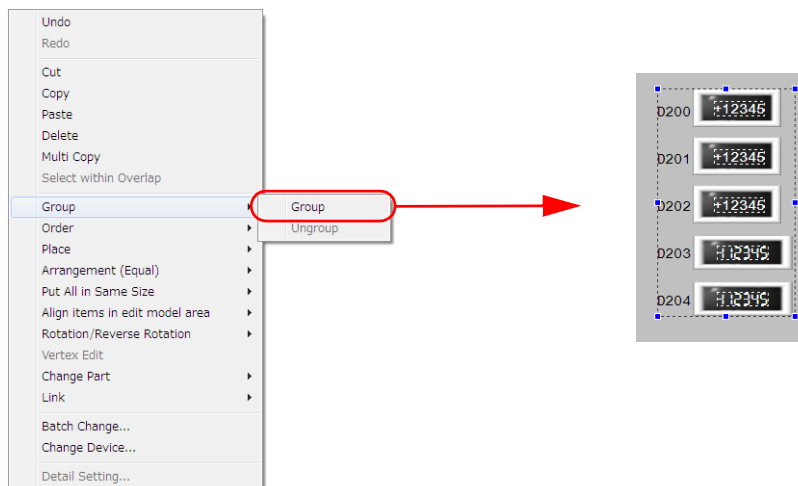 Undo
Redo
Cut
Copy
Paste
Delete
Multi Copy
Select within Overlap
Group
Order
Place
Arrangement (Equal)
Put All in Same Size
Align items in edit model area
Rotation/Reverse Rotation
Vertex Edit
Change Part
Link
Batch Change...
Change Device...
Detail Setting...
Group
Ungroup
D200 +12345
D201 +12345
D202 +12345
D203
D204